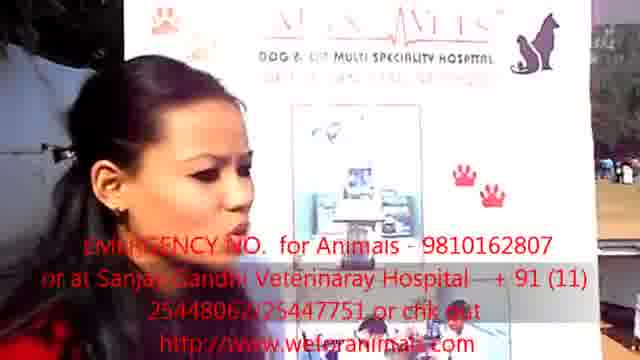 DOG & CAT MULTI SPECIALITY HOSPITAL
EMERGENCY NO. for Animals - 9810162807
or at Sanjay Gandhi Veterinaray Hospital - + 91 (11)
25448062/25447751 or chk out
http://www.weforanimals.com